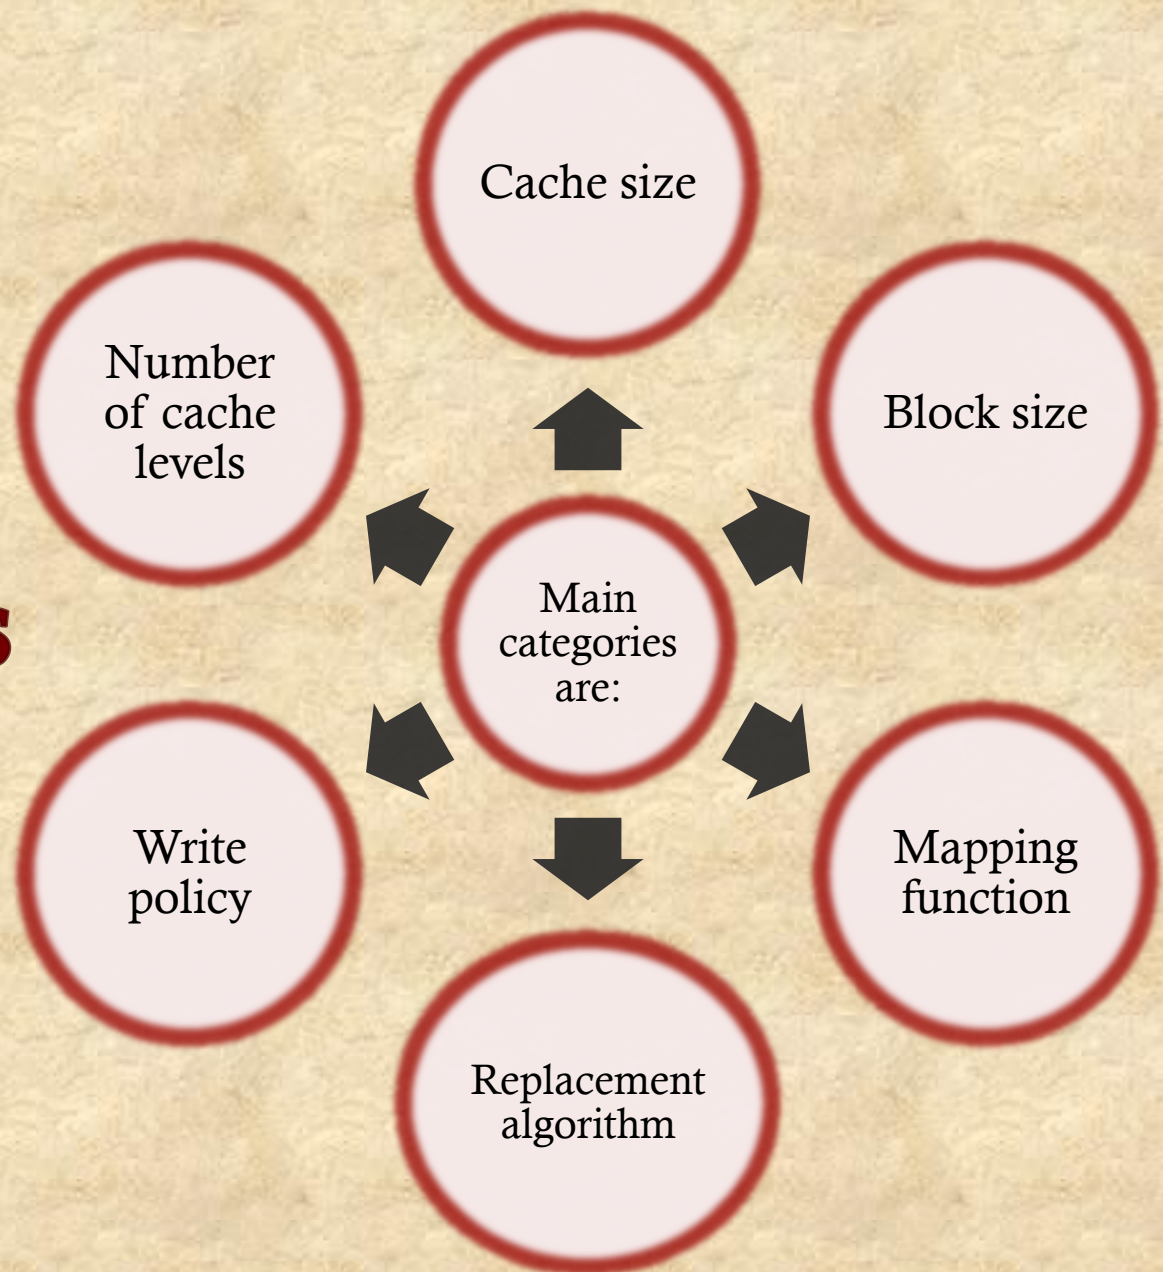 Cache size
Number
of cache
levels
Block size
Main
categories
are:
Write
policy
Mapping
function
Replacement
algorithm